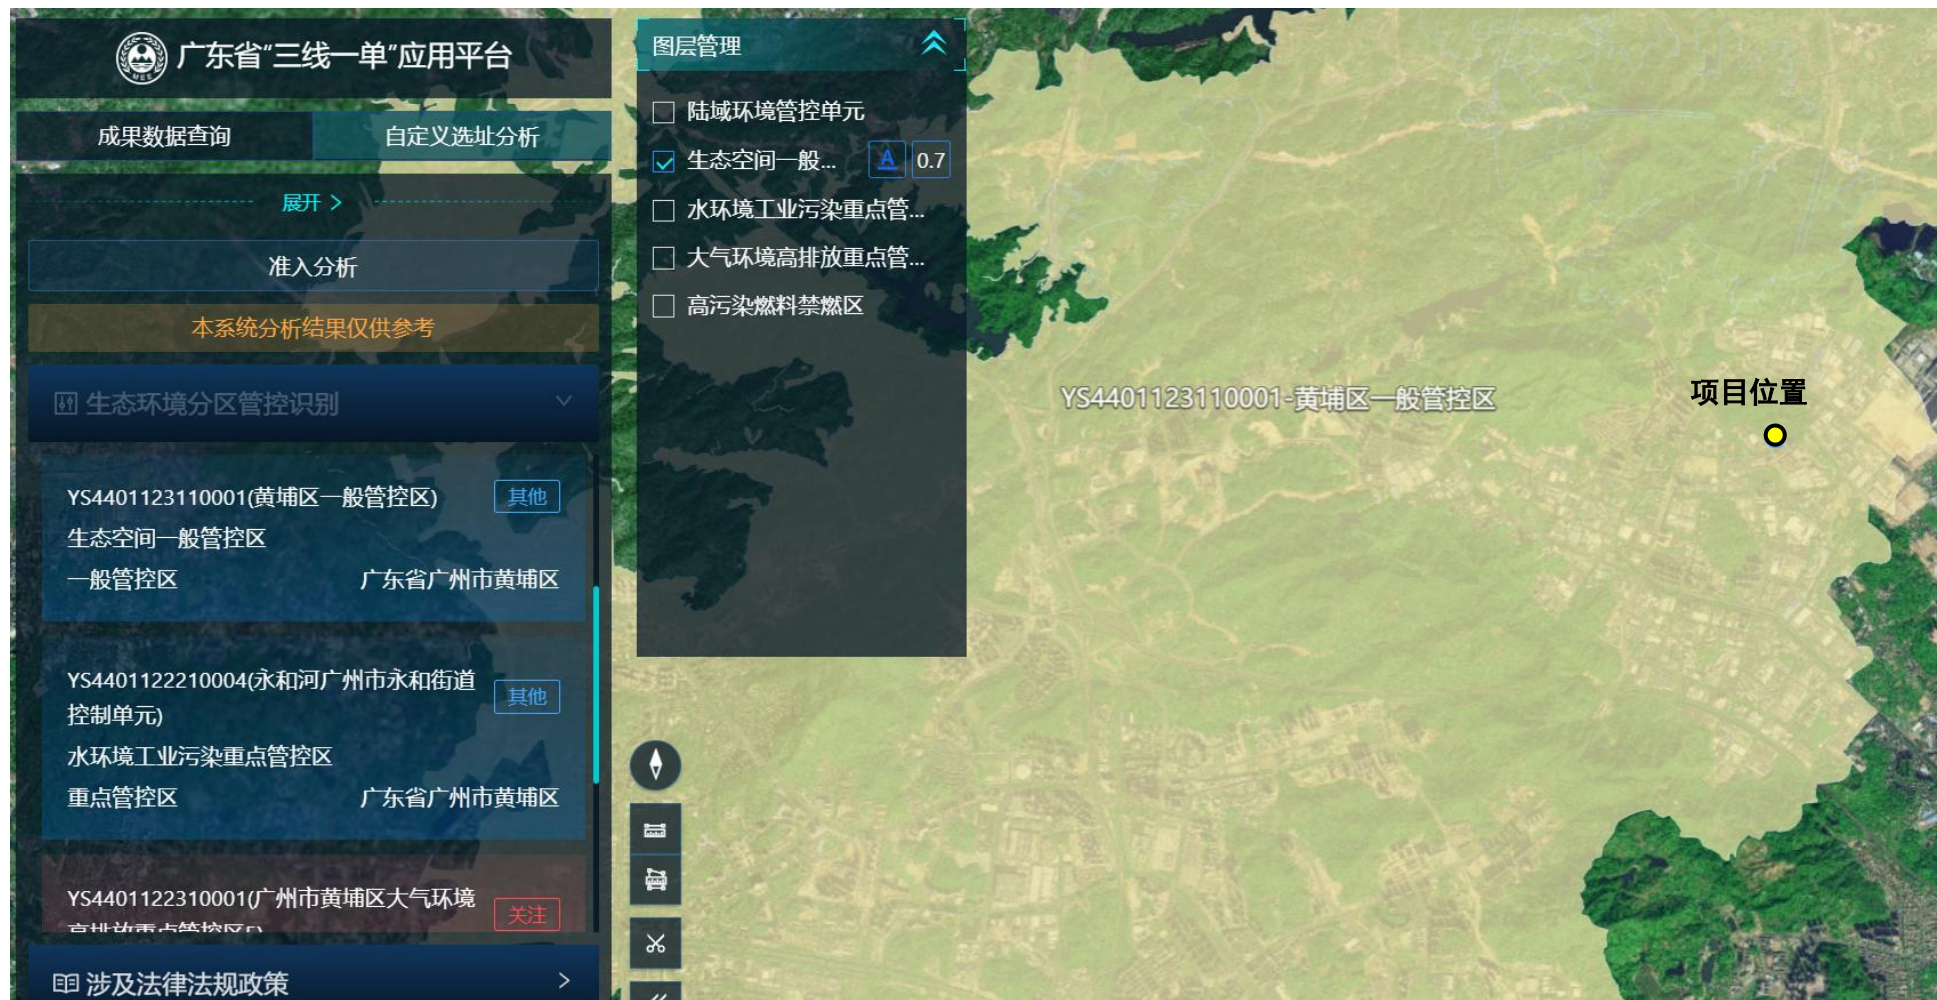 广东省“三线一单”应用平台
MEE
成果数据查询
自定义选址分析
展开 >
准入分析
本系统分析结果仅供参考
生态环境分区管控识别
YS4401123110001(黄埔区一般管控区)
其他
生态空间一般管控区
一般管控区
广东省广州市黄埔区
YS4401122210004(永和河广州市永和街道
控制单元)
其他
水环境工业污染重点管控区
重点管控区
广东省广州市黄埔区
YS4401122310001(广州市黄埔区大气环境
关注
涉及法律法规政策
图层管理
陆域环境管控单元
生态空间一般...
A
0.7
水环境工业污染重点管...
大气环境高排放重点管...
高污染燃料禁燃区
YS4401123110001-黄埔区一般管控区
项目位置